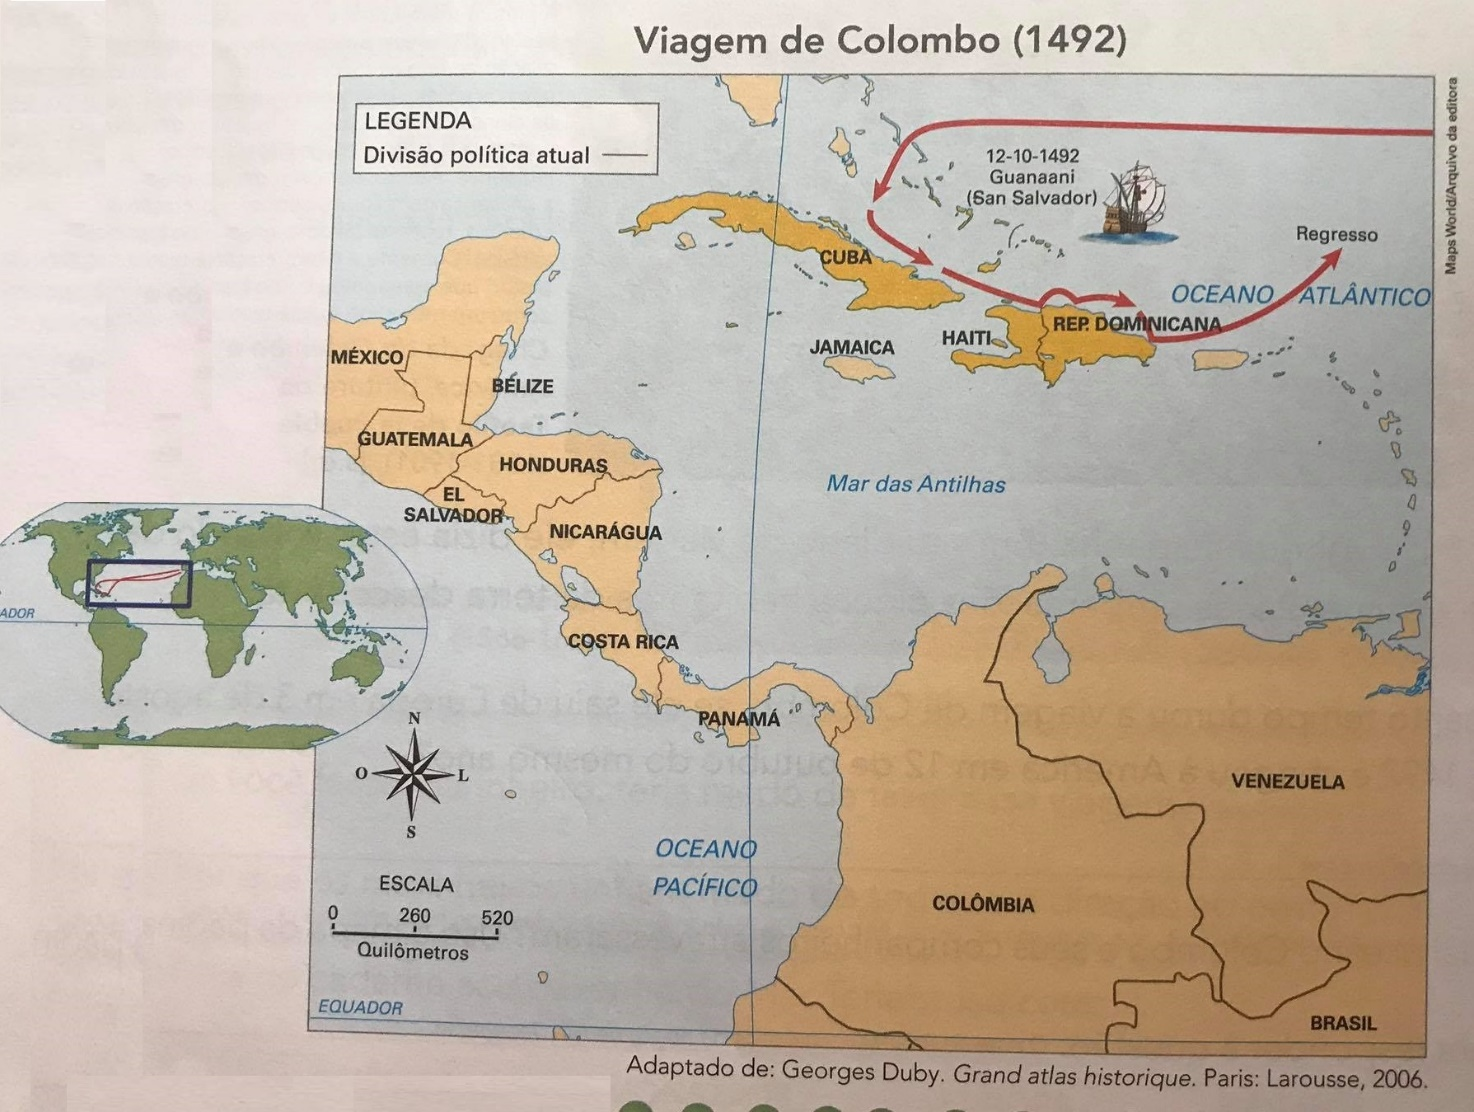 Viagem de Colombo (1492)
LEGENDA
Divisão política atual
12-10-1492
Guanaani
(San Salvador)
Regresso
OCEANO ATLÂNTICO
CUBA
HAITI
REP. DOMINICANA
JAMAICA
MÉXICO
BÉLIZE
GUATEMALA
HONDURAS
EL
SALVADOR
NICARÁGUA
Mar das Antilhas
COSTA RICA
PANAMÁ
VENEZUELA
COLÔMBIA
BRASIL
OCEANO
PACÍFICO
ADOR
N
O
L
S
ESCALA
0 260 520
Quilômetros
EQUADOR
Maps World/Arquivo da editora
Adaptado de: Georges Duby. Grand atlas historique. Paris: Larousse, 2006.